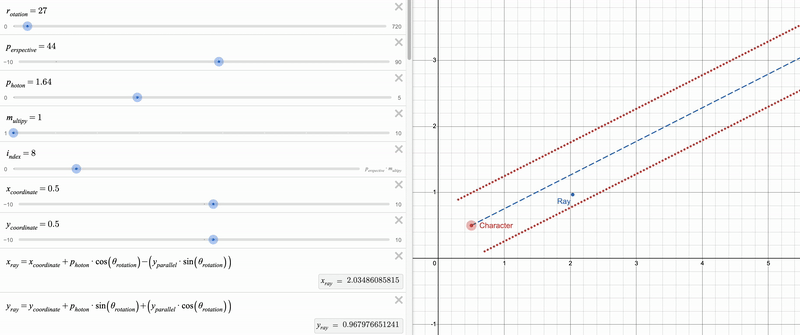 r_otation = 27
0 720
p_erspective = 44
-10 90
p_hoton = 1.64
0 5
m_ultipy = 1
1 10
i_ndex = 8
0 p_erspective · m_ultipy
x_coordinate = 0.5
-10 10
y_coordinate = 0.5
-10 10
x_ray = x_coordinate + p_hoton · cos(θ_rotation) − (y_parallel · sin(θ_rotation))
x_ray = 2.03486085815
y_ray = y_coordinate + p_hoton · sin(θ_rotation) + (y_parallel · cos(θ_rotation))
y_ray = 0.967976651241
3
2
1
Ray
Character
0 1 2 3 4 5
-1